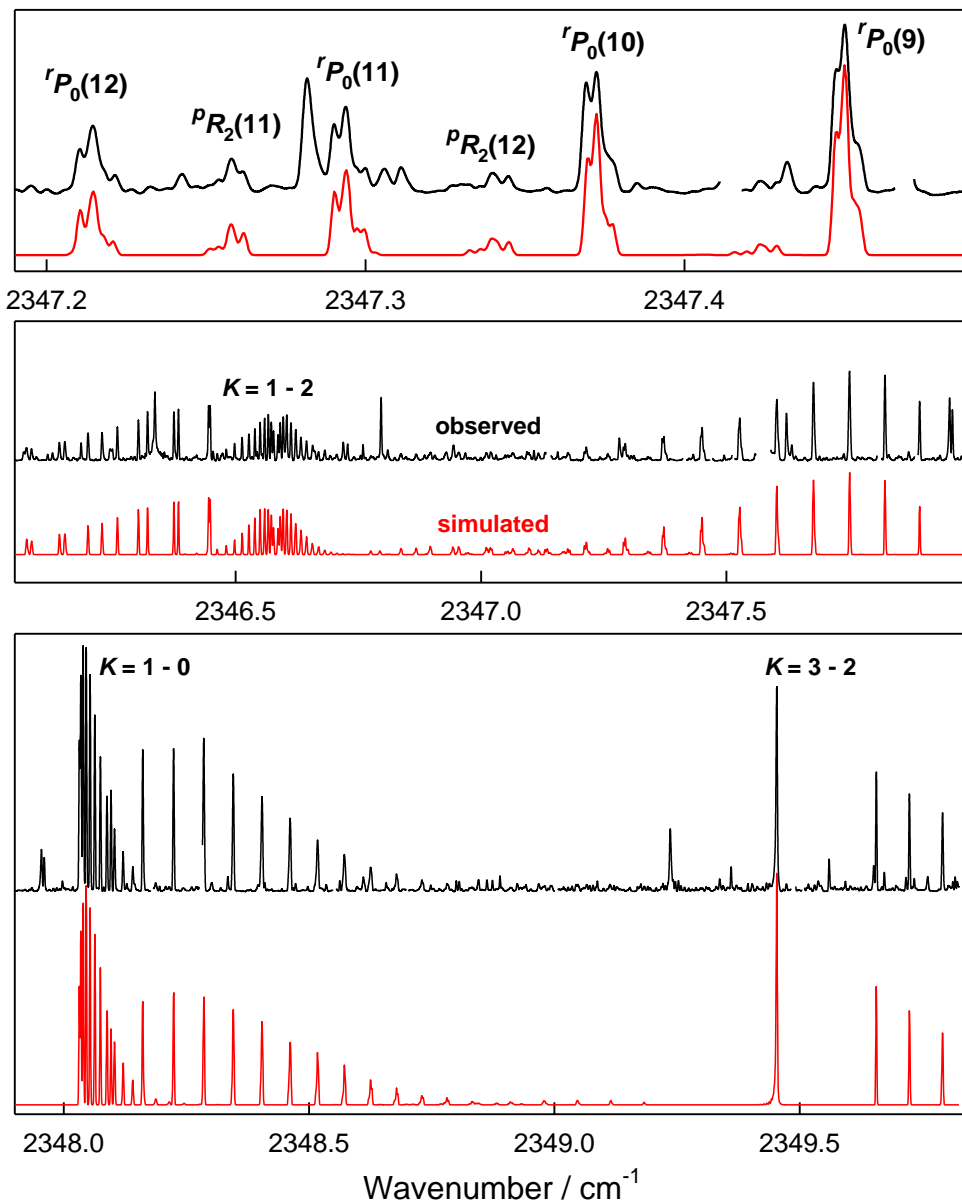 rP0(12)
pR2(11)
rP0(11)
pR2(12)
rP0(10)
rP0(9)
2347.2 2347.3 2347.4
K = 1 - 2
observed
simulated
2346.5 2347.0 2347.5
K = 1 - 0
K = 3 - 2
2348.0 2348.5 2349.0 2349.5
Wavenumber / cm-1